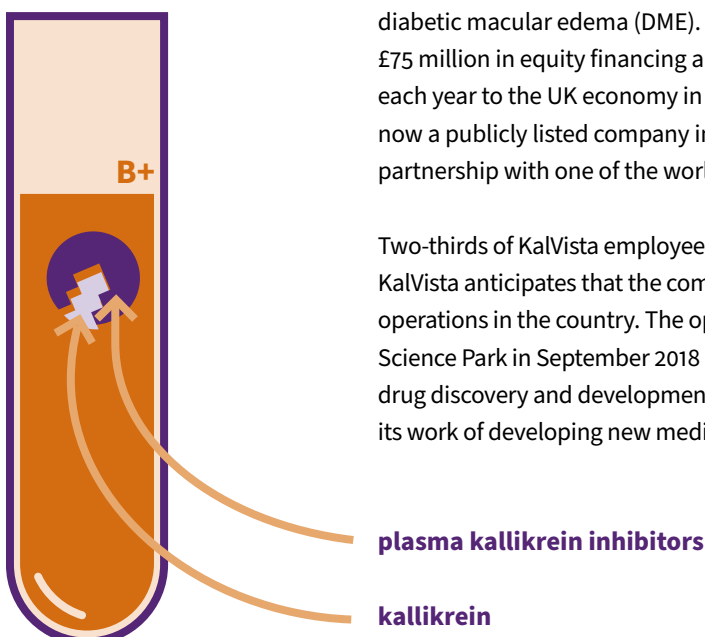 B+
diabetic macular edema (DME).
£75 million in equity financing a
each year to the UK economy in
now a publicly listed company i
partnership with one of the worl
Two-thirds of KalVista employee
KalVista anticipates that the com
operations in the country. The o
Science Park in September 2018
drug discovery and developmen
its work of developing new medi
plasma kallikrein inhibitors
kallikrein